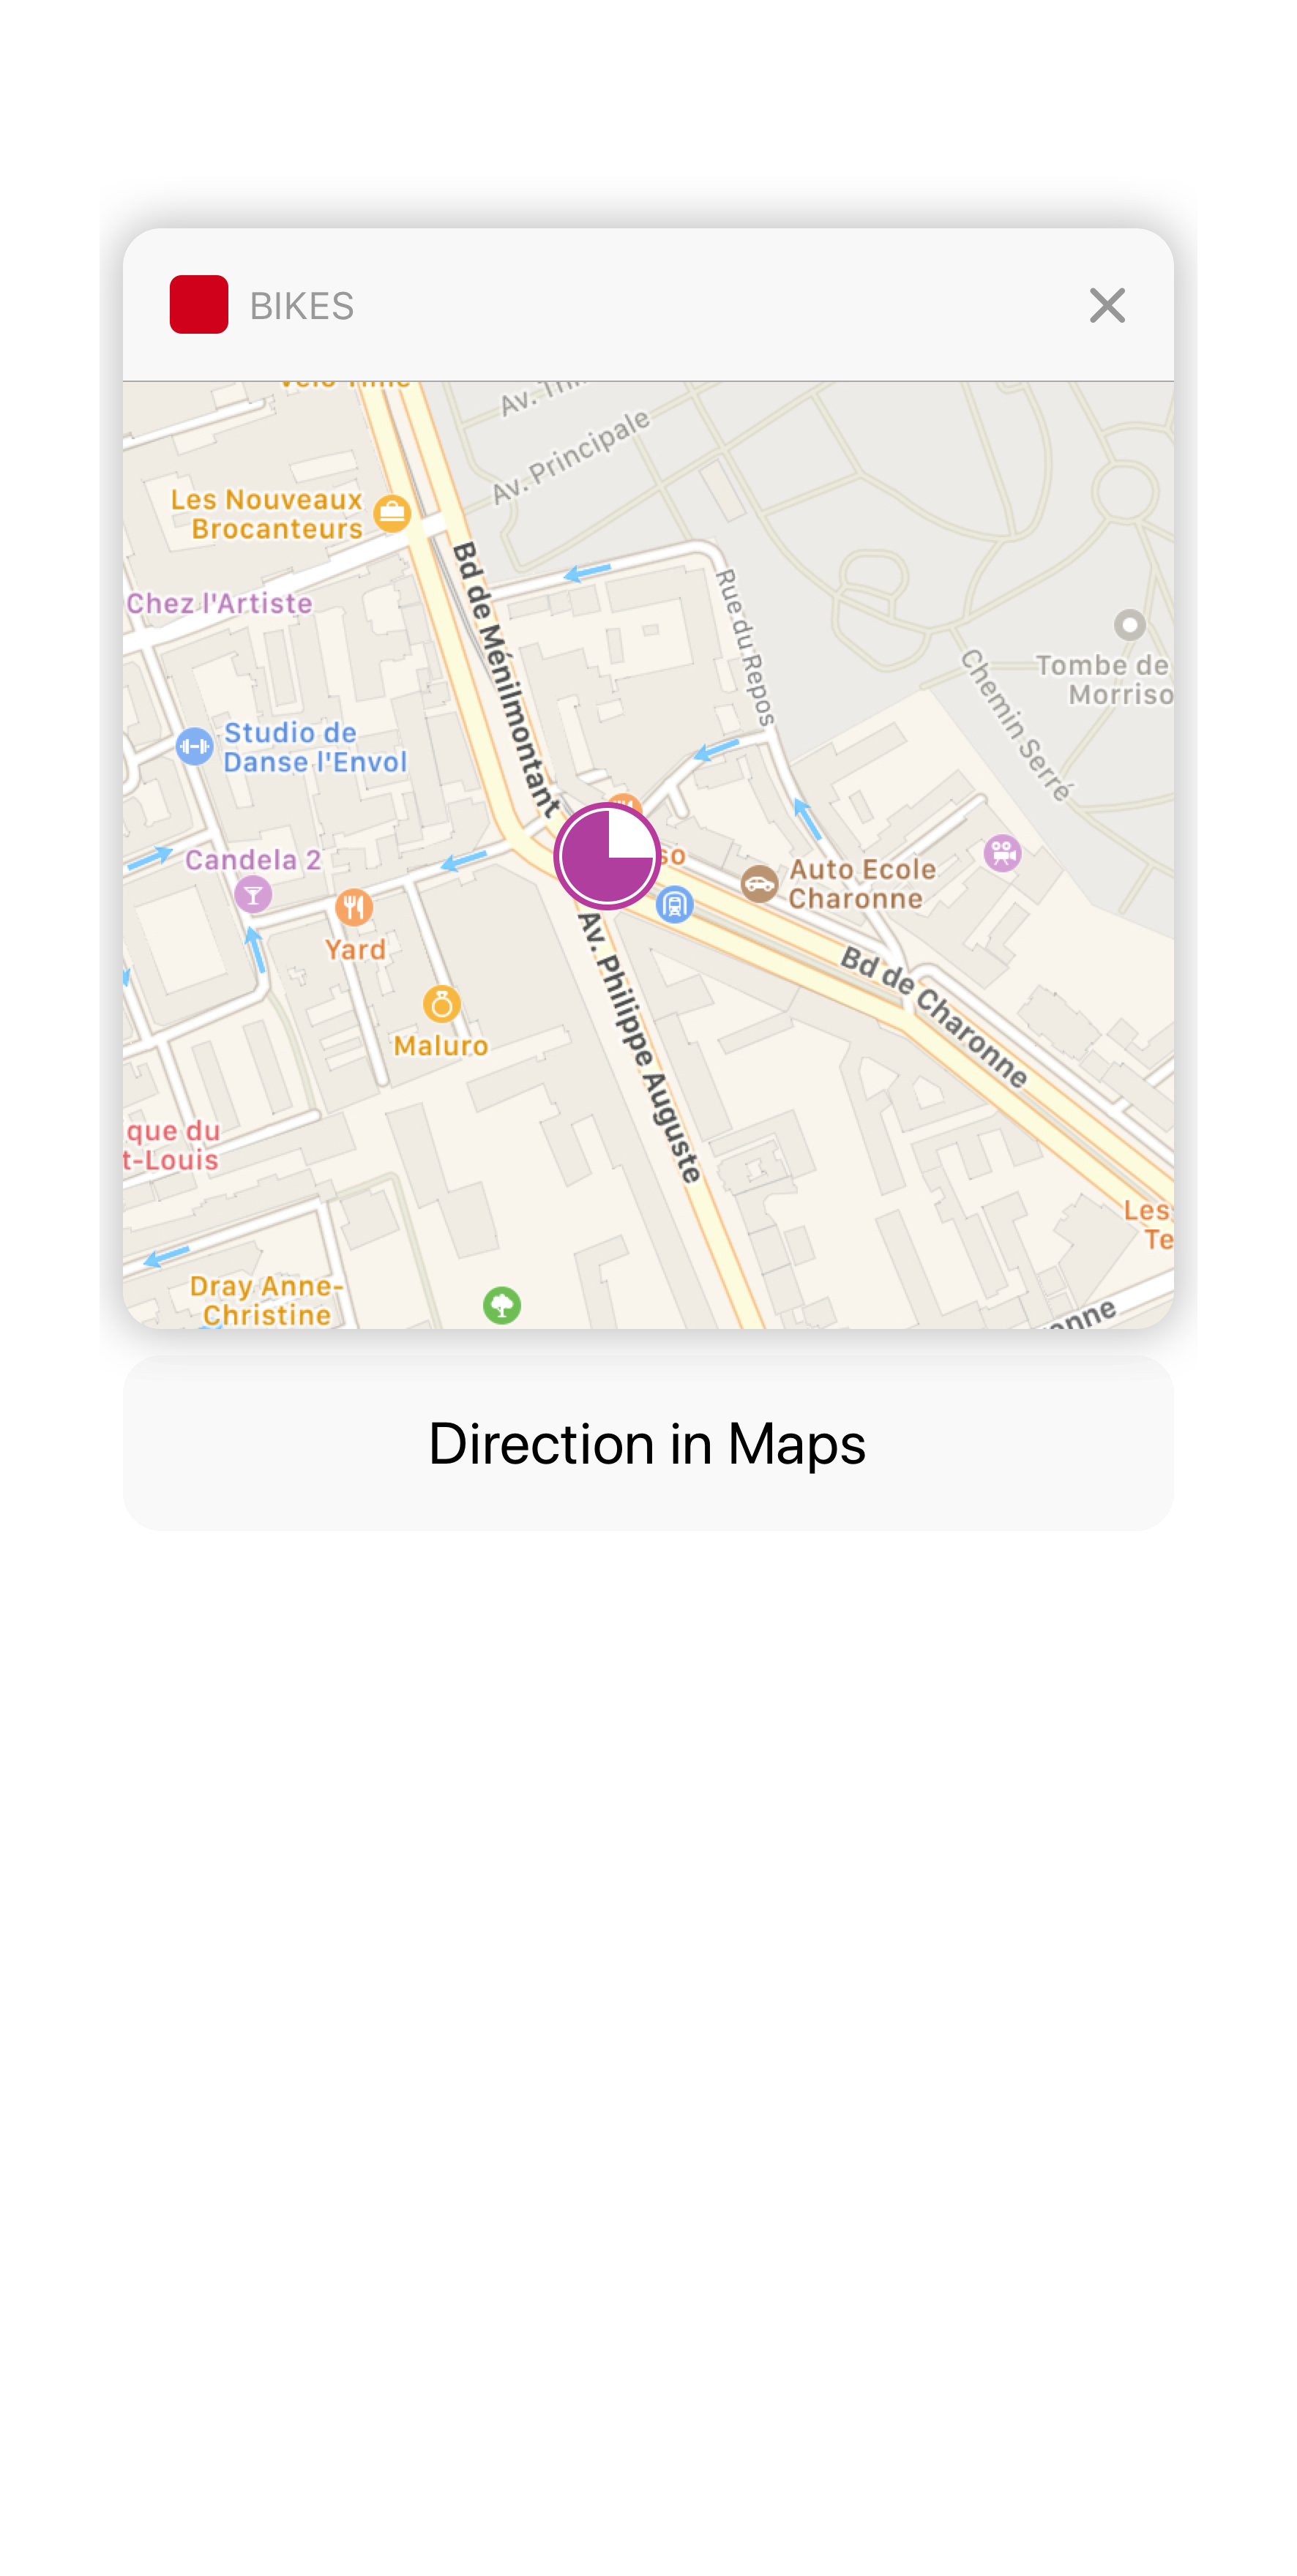 BIKES
Av. Principale
Les Nouveaux
Brocanteurs
Bd de Ménilmontant
Chez l'Artiste
Rue du Repos
Tombe de
Chemin Serré
Studio de
Danse l'Envol
Candela 2
Auto Ecole
Charonne
Yard
Av. Philippe Auguste
Bd de Charonne
Maluro
que du
t-Louis
Les
Te
Dray Anne-
Christine
Direction in Maps